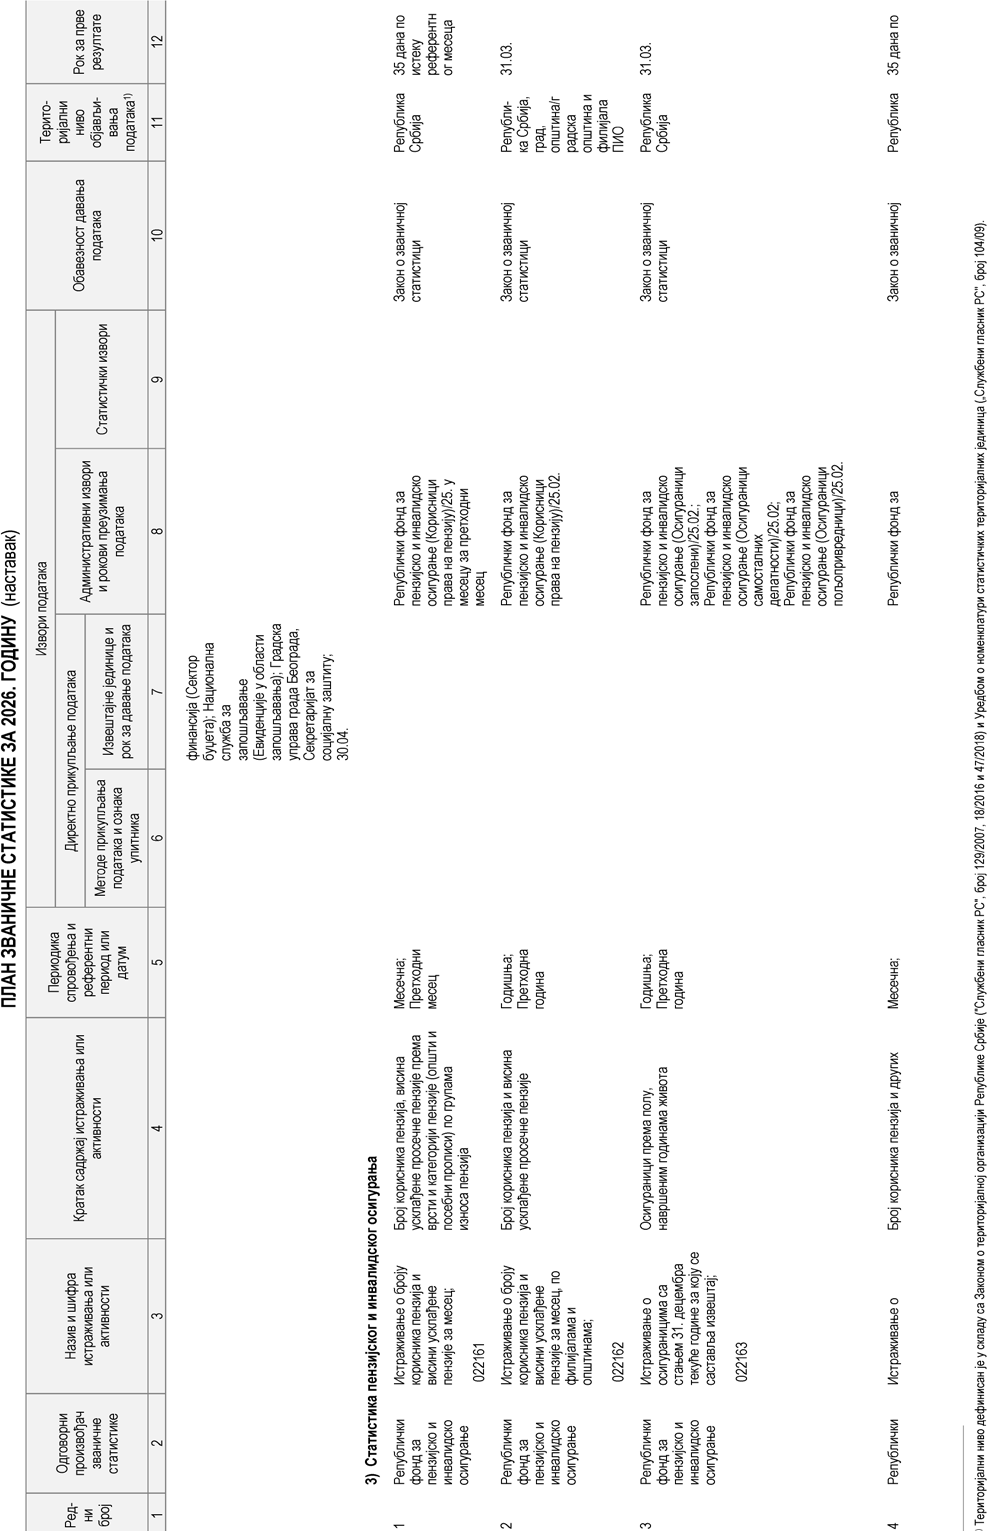 ПЛАН ЗВАНИЧНЕ СТАТИСТИКЕ ЗА 2026. ГОДИНУ (наставак)
Ред-
ни
број
Одговорни
произвођач
званичне
статистике
Назив и шифра
истраживања или
активности
Кратак садржај истраживања или
активности
Периодика
спровођења и
референтни
период или
датум
Извори података
Директно прикупљање података
Методе прикупљања
података и ознака
упитника
Извештајне јединице и
рок за давање података
Административни извори
и рокови преузимања
података
Статистички извори
Обавезност давања
података
Терито-
ријални
ниво
објављи-
вања
података1)
Рок за прве
резултате
1 2 3 4 5 6 7 8 9 10 11 12
финансија (Сектор
буџета); Национална
служба за
запошљавање
(Евиденције у области
запошљавања); Градска
управа града Београда,
Секретаријат за
социјалну заштиту;
30.04.
3) Статистика пензијског и инвалидског осигурања
1
Републички
фонд за
пензијско и
инвалидско
осигурање
Истраживање о броју
корисника пензија и
висини усклађене
пензије за месец;
022161
Број корисника пензија, висина
усклађене просечне пензије према
врсти и категорији пензије (општи и
посебни прописи) по групама
износа пензија
Месечна;
Претходни
месец
Републички фонд за
пензијско и инвалидско
осигурање (Корисници
права на пензију)/25. у
месецу за претходни
месец
Закон о званичној
статистици
Република
Србија
35 дана по
истеку
референтн
ог месеца
2
Републички
фонд за
пензијско и
инвалидско
осигурање
Истраживање о броју
корисника пензија и
висини усклађене
пензије за месец, по
филијалама и
општинама;
022162
Број корисника пензија и висина
усклађене просечне пензије
Годишња;
Претходна
година
Републички фонд за
пензијско и инвалидско
осигурање (Корисници
права на пензију)/25.02.
Закон о званичној
статистици
Републи-
ка Србија,
град,
општина/г
радска
општина и
филијала
ПИО
31.03.
3
Републички
фонд за
пензијско и
инвалидско
осигурање
Истраживање о
осигураницима са
стањем 31. децембра
текуће године за коју се
саставља извештај;
022163
Осигураници према полу,
навршеним годинама живота
Годишња;
Претходна
година
Републички фонд за
пензијско и инвалидско
осигурање (Осигураници
запослени)/25.02.;
Републички фонд за
пензијско и инвалидско
осигурање (Осигураници
самосталних
делатности)/25.02;
Републички фонд за
пензијско и инвалидско
осигурање (Осигураници
пољопривредници)/25.02.
Закон о званичној
статистици
Република
Србија
31.03.
4
Републички
Истраживање о
Број корисника пензија и других
Месечна;
Републички фонд за
Закон о званичној
Република
35 дана по
) Територијални ниво дефинисан је у складу са Законом о територијалној организацији Републике Србије ("Службени гласник РС", број 129/2007, 18/2016 и 47/2018) и Уредбом о номенклатури статистичких територијалних јединица („Службени гласник РС", број 104/09).